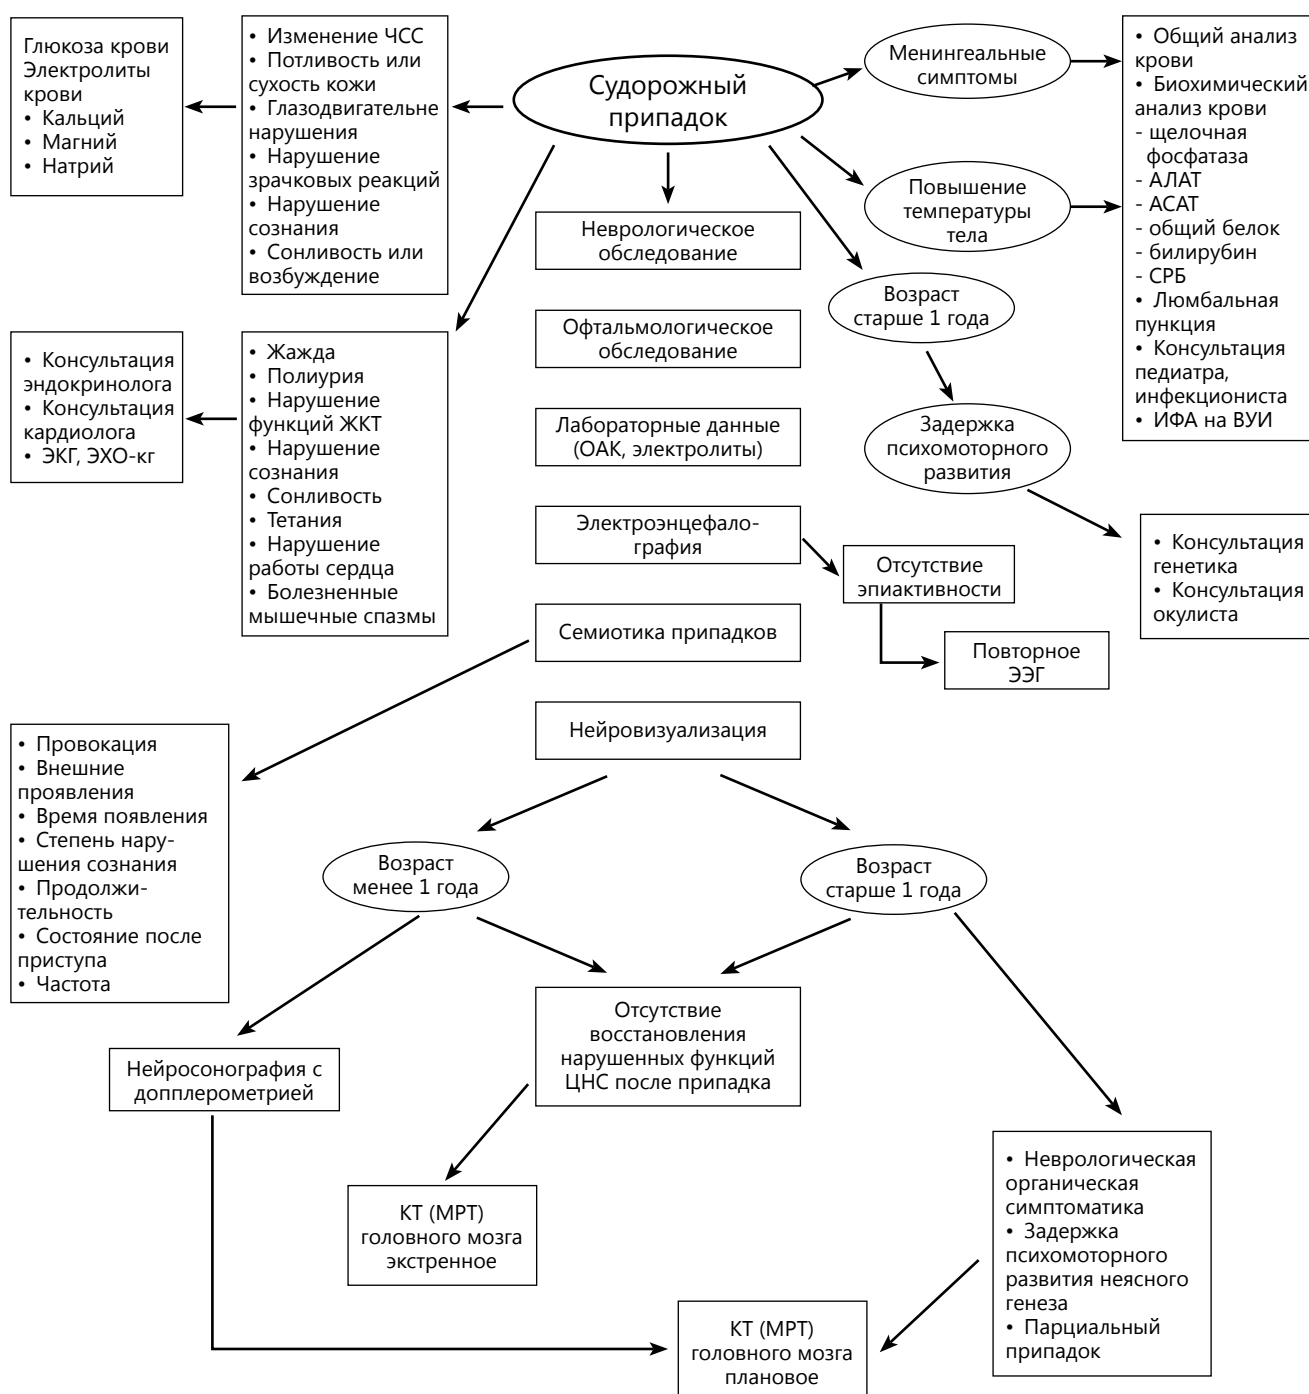 Глюкоза крови
Электролиты
крови
• Кальций
• Магний
• Натрий
• Изменение ЧСС
• Потливость или
сухость кожи
• Глазодвигательне
нарушения
• Нарушение
зрачковых реакций
• Нарушение
сознания
• Сонливость или
возбуждение
Судорожный
припадок
Менингеальные
симптомы
• Общий анализ
крови
• Биохимический
анализ крови
- щелочная
фосфатаза
- АЛАТ
- АСАТ
- общий белок
- билирубин
- СРБ
• Люмбальная
пункция
• Консультация
педиатра,
инфекциониста
• ИФА на ВУИ
Повышение
температуры
тела
Неврологическое
обследование
Возраст
старше 1 года
Офтальмологическое
обследование
• Консультация
эндокринолога
• Консультация
кардиолога
• ЭКГ, ЭХО-кг
• Жажда
• Полиурия
• Нарушение
функций ЖКТ
• Нарушение
сознания
• Сонливость
• Тетания
• Нарушение
работы сердца
• Болезненные
мышечные спазмы
Лабораторные данные
(ОАК, электролиты)
Задержка
психомоторного
развития
Электроэнцефало-
графия
Отсутствие
эпиактивности
• Консультация
генетика
• Консультация
окулиста
Семиотика припадков
Повторное
ЭЭГ
Нейровизуализация
• Провокация
• Внешние
проявления
• Время появления
• Степень нару-
шения сознания
• Продолжи-
тельность
• Состояние после
приступа
• Частота
Возраст
менее 1 года
Возраст
старше 1 года
Отсутствие
восстановления
нарушенных функций
ЦНС после припадка
Нейросонография с
допплерометрией
КТ (МРТ)
головного мозга
экстренное
• Неврологическая
органическая
симптоматика
• Задержка
психомоторного
развития неясного
генеза
• Парциальный
припадок
КТ (МРТ)
головного мозга
плановое